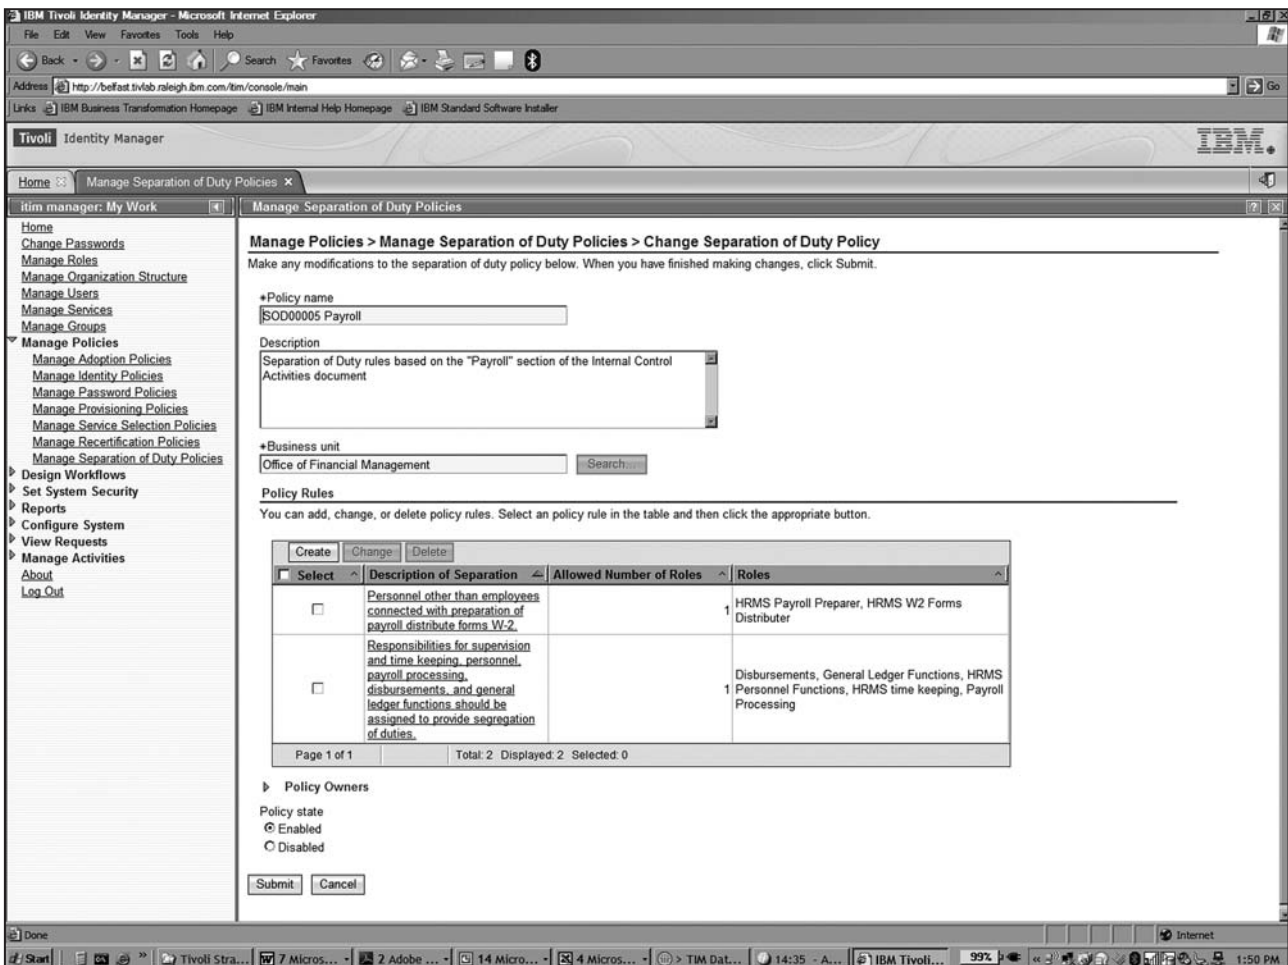 IBM Tivoli Identity Manager - Microsoft Internet Explorer
File Edit View Favorites Tools Help
Back Search Favorites
Address http://belfast.tivlab.raleigh.ibm.com/itim/console/main Go
Links IBM Business Transformation Homepage IBM Internal Help Homepage IBM Standard Software Installer
Tivoli Identity Manager IBM.
Home Manage Separation of Duty Policies
itim manager: My Work
Home
Change Passwords
Manage Roles
Manage Organization Structure
Manage Users
Manage Services
Manage Groups
Manage Policies
Manage Adoption Policies
Manage Identity Policies
Manage Password Policies
Manage Provisioning Policies
Manage Service Selection Policies
Manage Recertification Policies
Manage Separation of Duty Policies
Design Workflows
Set System Security
Reports
Configure System
View Requests
Manage Activities
About
Log Out
Manage Separation of Duty Policies
Manage Policies > Manage Separation of Duty Policies > Change Separation of Duty Policy
Make any modifications to the separation of duty policy below. When you have finished making changes, click Submit.
*Policy name
SOD00005 Payroll
Description
Separation of Duty rules based on the "Payroll" section of the Internal Control
Activities document
*Business unit
Office of Financial Management Search...
Policy Rules
You can add, change, or delete policy rules. Select an policy rule in the table and then click the appropriate button.
Create Change Delete
Select Description of Separation Allowed Number of Roles Roles
Personnel other than employees
connected with preparation of
payroll distribute forms W-2.
1
HRMS Payroll Preparer, HRMS W2 Forms
Distributer
Responsibilities for supervision
and time keeping, personnel,
payroll processing,
disbursements, and general
ledger functions should be
assigned to provide segregation
of duties.
1
Disbursements, General Ledger Functions, HRMS
Personnel Functions, HRMS time keeping, Payroll
Processing
Page 1 of 1 Total: 2 Displayed: 2 Selected: 0
Policy Owners
Policy state
Enabled
Disabled
Submit Cancel
Done Internet
Start Tivoli Stra... 7 Micros... 2 Adobe ... 14 Micro... 4 Micros... > TIM Dat... 14:35 - A... IBM Tivoli... 99% 1:50 PM